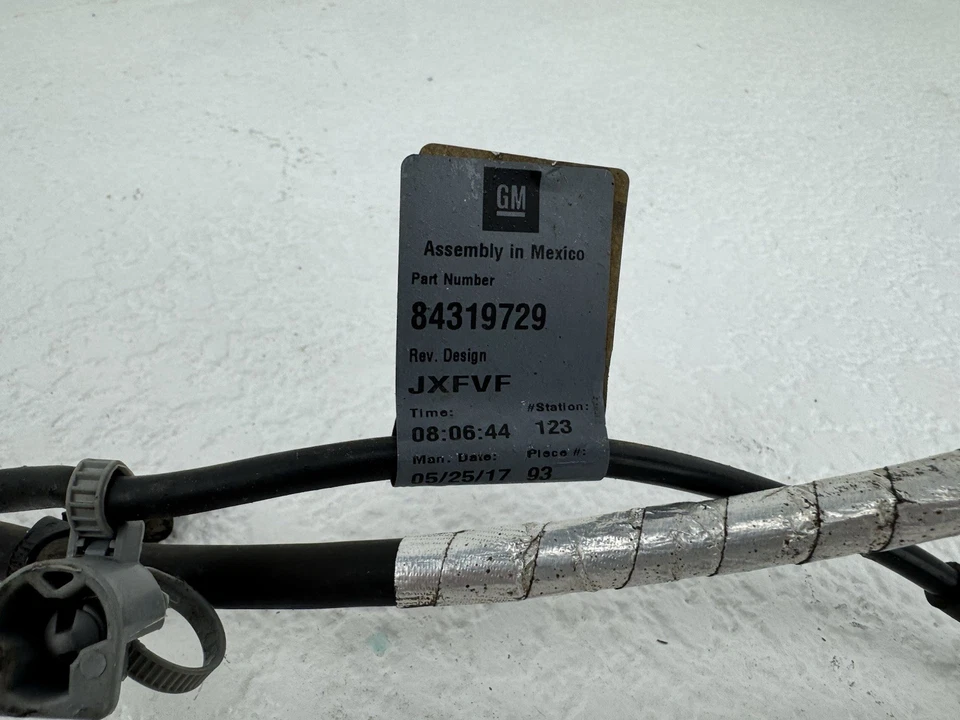 GM
Assembly in Mexico
Part Number
84319729
Rev. Design
JXFVF
Time: #Station:
08:06:44 123
Man. Date: Piece #:
05/25/17 93